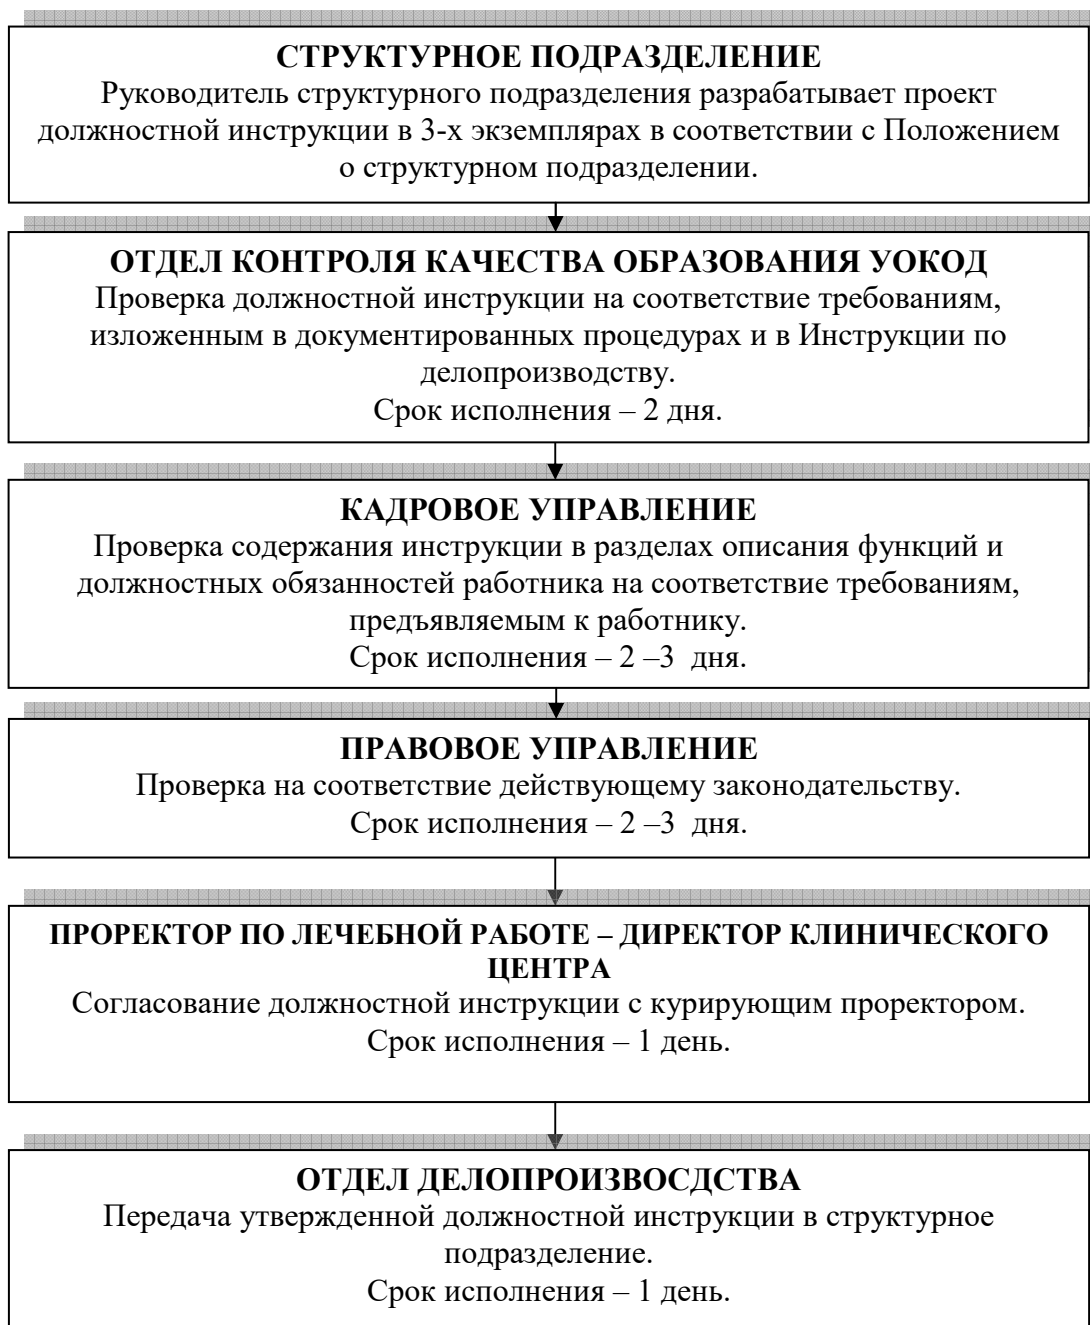 СТРУКТУРНОЕ ПОДРАЗДЕЛЕНИЕ
Руководитель структурного подразделения разрабатывает проект
должностной инструкции в 3-х экземплярах в соответствии с Положением
о структурном подразделении.
ОТДЕЛ КОНТРОЛЯ КАЧЕСТВА ОБРАЗОВАНИЯ УОКОД
Проверка должностной инструкции на соответствие требованиям,
изложенным в документированных процедурах и в Инструкции по
делопроизводству.
Срок исполнения – 2 дня.
КАДРОВОЕ УПРАВЛЕНИЕ
Проверка содержания инструкции в разделах описания функций и
должностных обязанностей работника на соответствие требованиям,
предъявляемым к работнику.
Срок исполнения – 2 –3  дня.
ПРАВОВОЕ УПРАВЛЕНИЕ
Проверка на соответствие действующему законодательству.
Срок исполнения – 2 –3  дня.
ПРОРЕКТОР ПО ЛЕЧЕБНОЙ РАБОТЕ – ДИРЕКТОР КЛИНИЧЕСКОГО
ЦЕНТРА
Согласование должностной инструкции с курирующим проректором.
Срок исполнения – 1 день.
ОТДЕЛ ДЕЛОПРОИЗВОСДСТВА
Передача утвержденной должностной инструкции в структурное
подразделение.
Срок исполнения – 1 день.